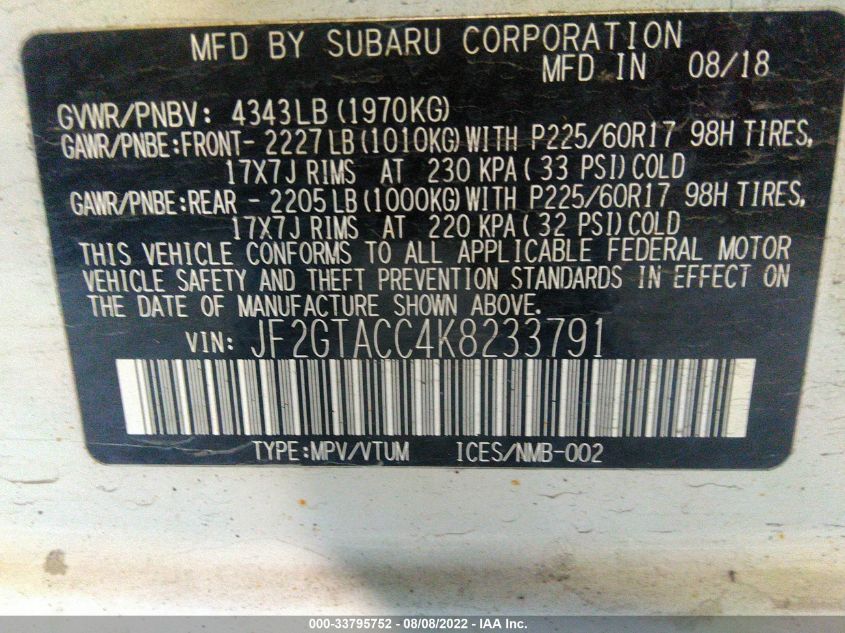 MFD BY SUBARU CORPORATION
MFD IN 08/18
GVWR/PNBV: 4343LB (1970KG)
GAWR/PNBE:FRONT- 2227 LB (1010KG) WITH P225/60R17 98H TIRES,
17X7J RIMS AT 230 KPA ( 33 PSI) COLD
GAWR/PNBE:REAR - 2205 LB (1000KG) WITH P225/60R17 98H TIRES,
17X7J RIMS AT 220 KPA ( 32 PSI) COLD
THIS VEHICLE CONFORMS TO ALL APPLICABLE FEDERAL MOTOR
VEHICLE SAFETY AND THEFT PREVENTION STANDARDS IN EFFECT ON
THE DATE OF MANUFACTURE SHOWN ABOVE.
VIN: JF2GTACC4K8233791
TYPE:MPV/VTUM ICES/NMB-002
000-33795752 - 08/08/2022 - IAA Inc.